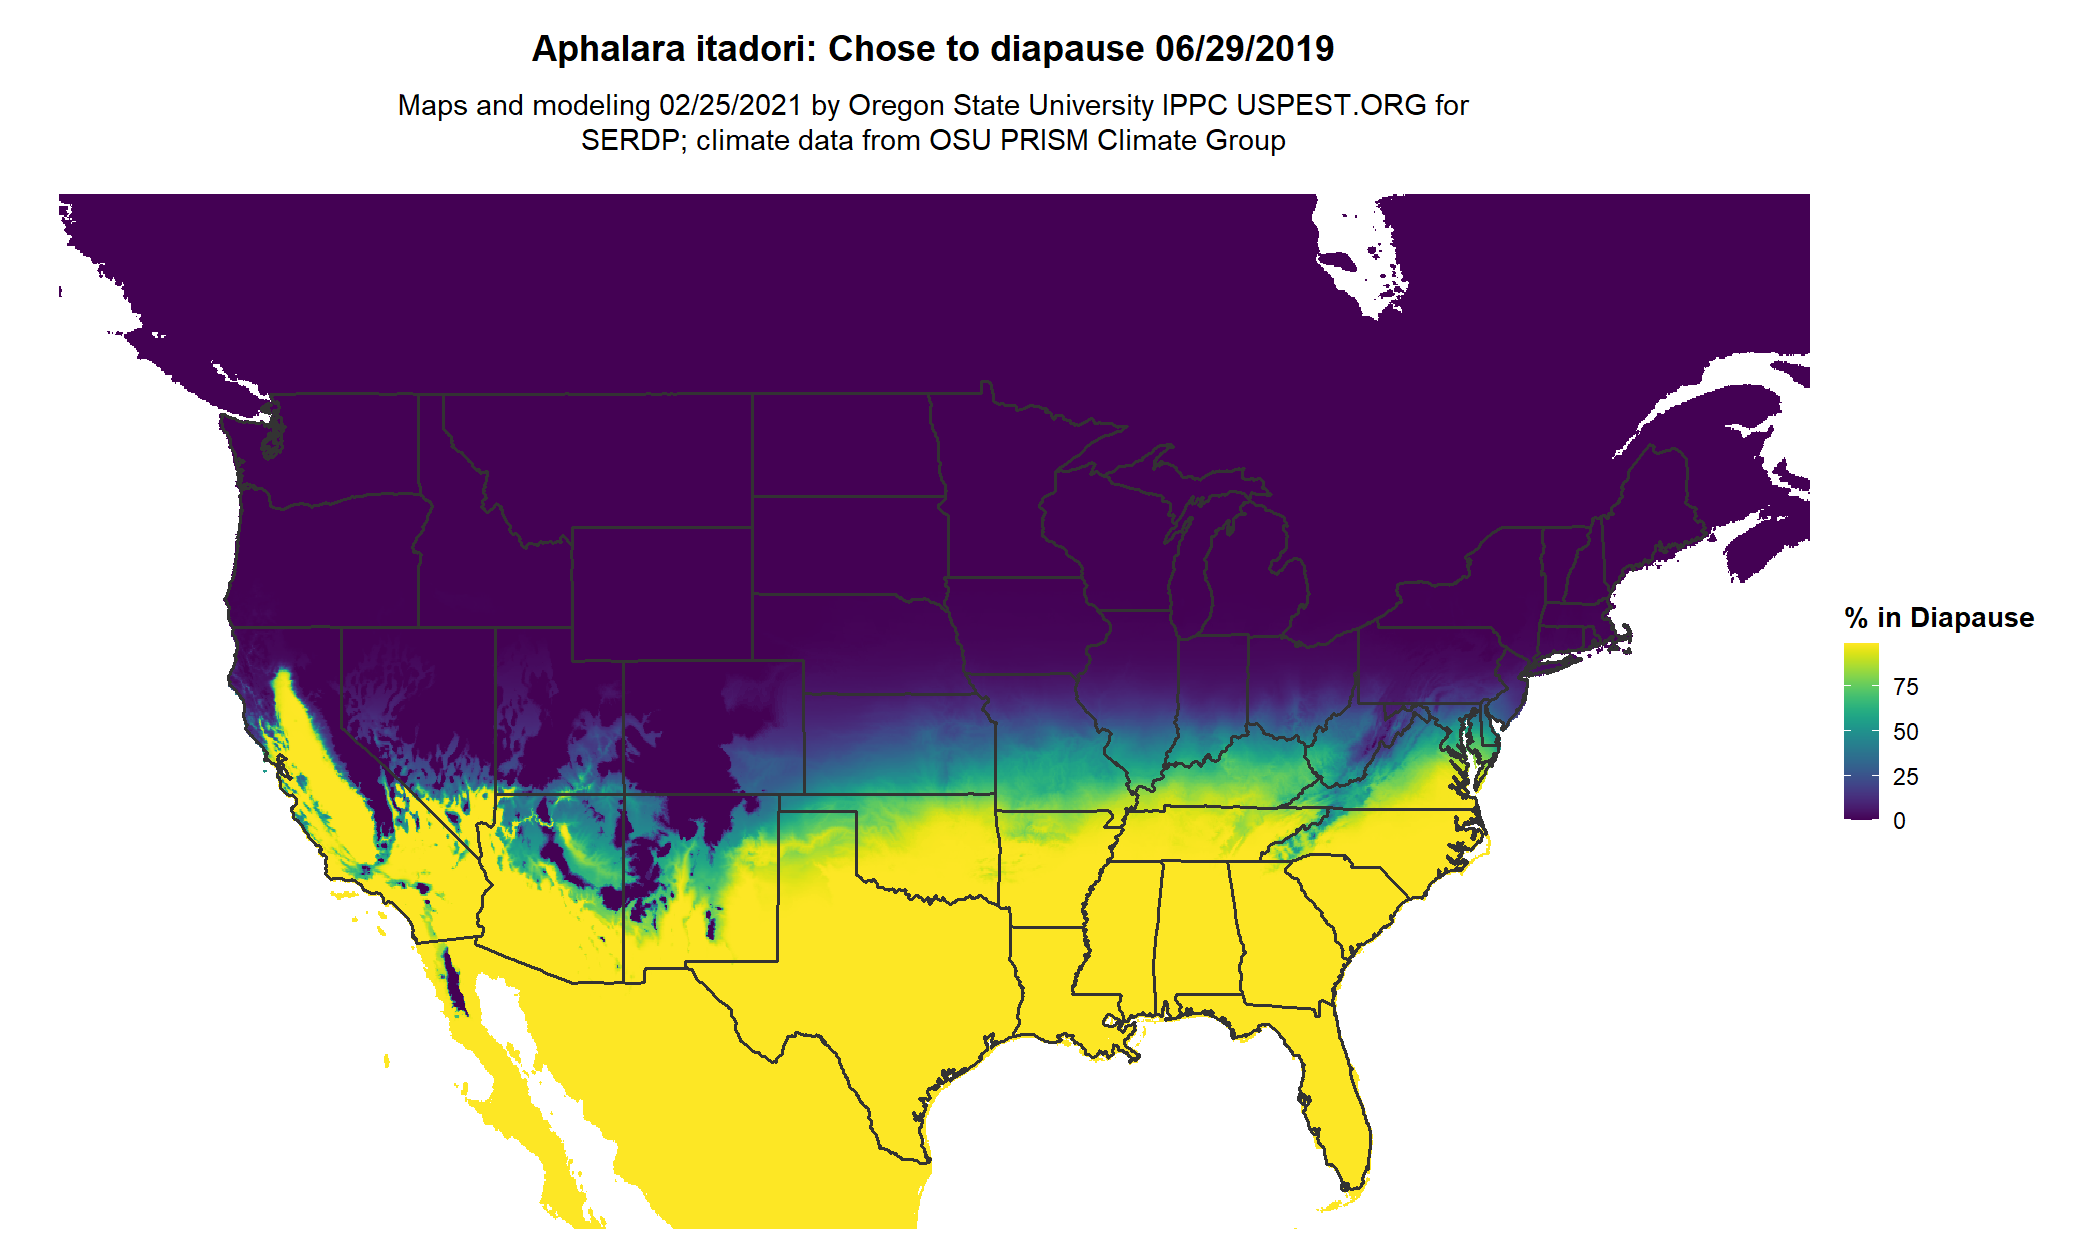 Aphalara itadori: Chose to diapause 06/29/2019
Maps and modeling 02/25/2021 by Oregon State University IPPC USPEST.ORG for
SERDP; climate data from OSU PRISM Climate Group
% in Diapause
75
50
25
0